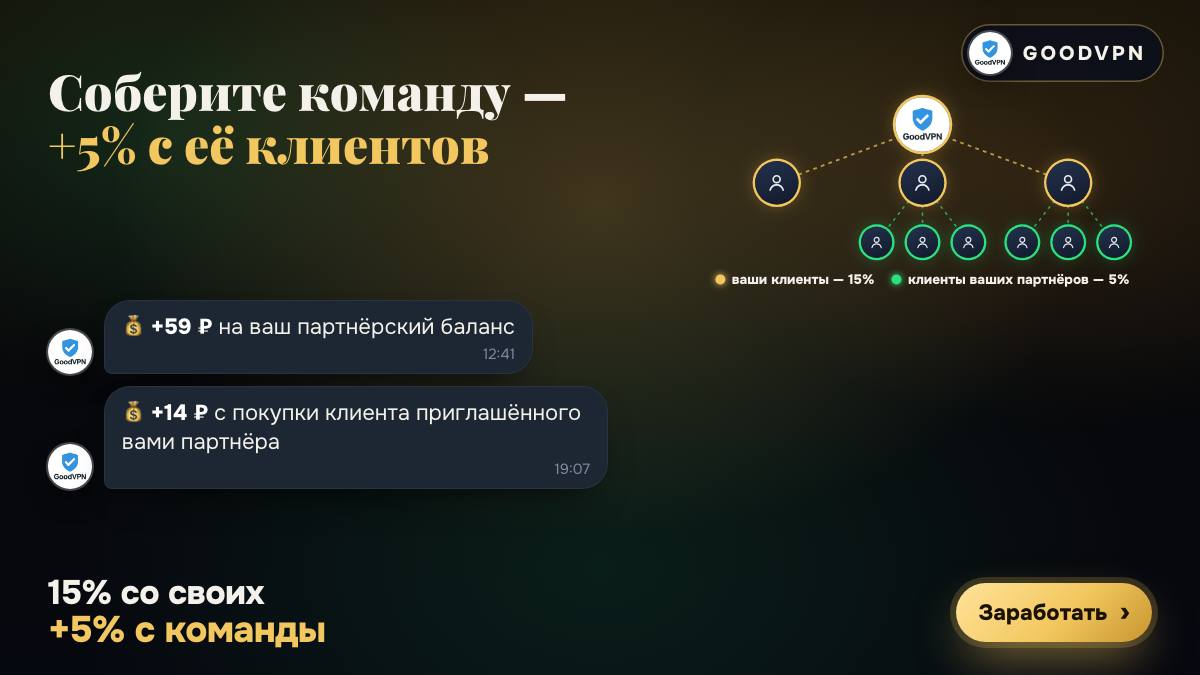 Соберите команду —
+5% с её клиентов
GoodVPN
GOODVPN
GoodVPN
ваши клиенты — 15%
клиенты ваших партнёров — 5%
+59 ₽ на ваш партнёрский баланс
12:41
GoodVPN
+14 ₽ с покупки клиента приглашённого
вами партнёра
19:07
GoodVPN
15% со своих
+5% с команды
Заработать ›